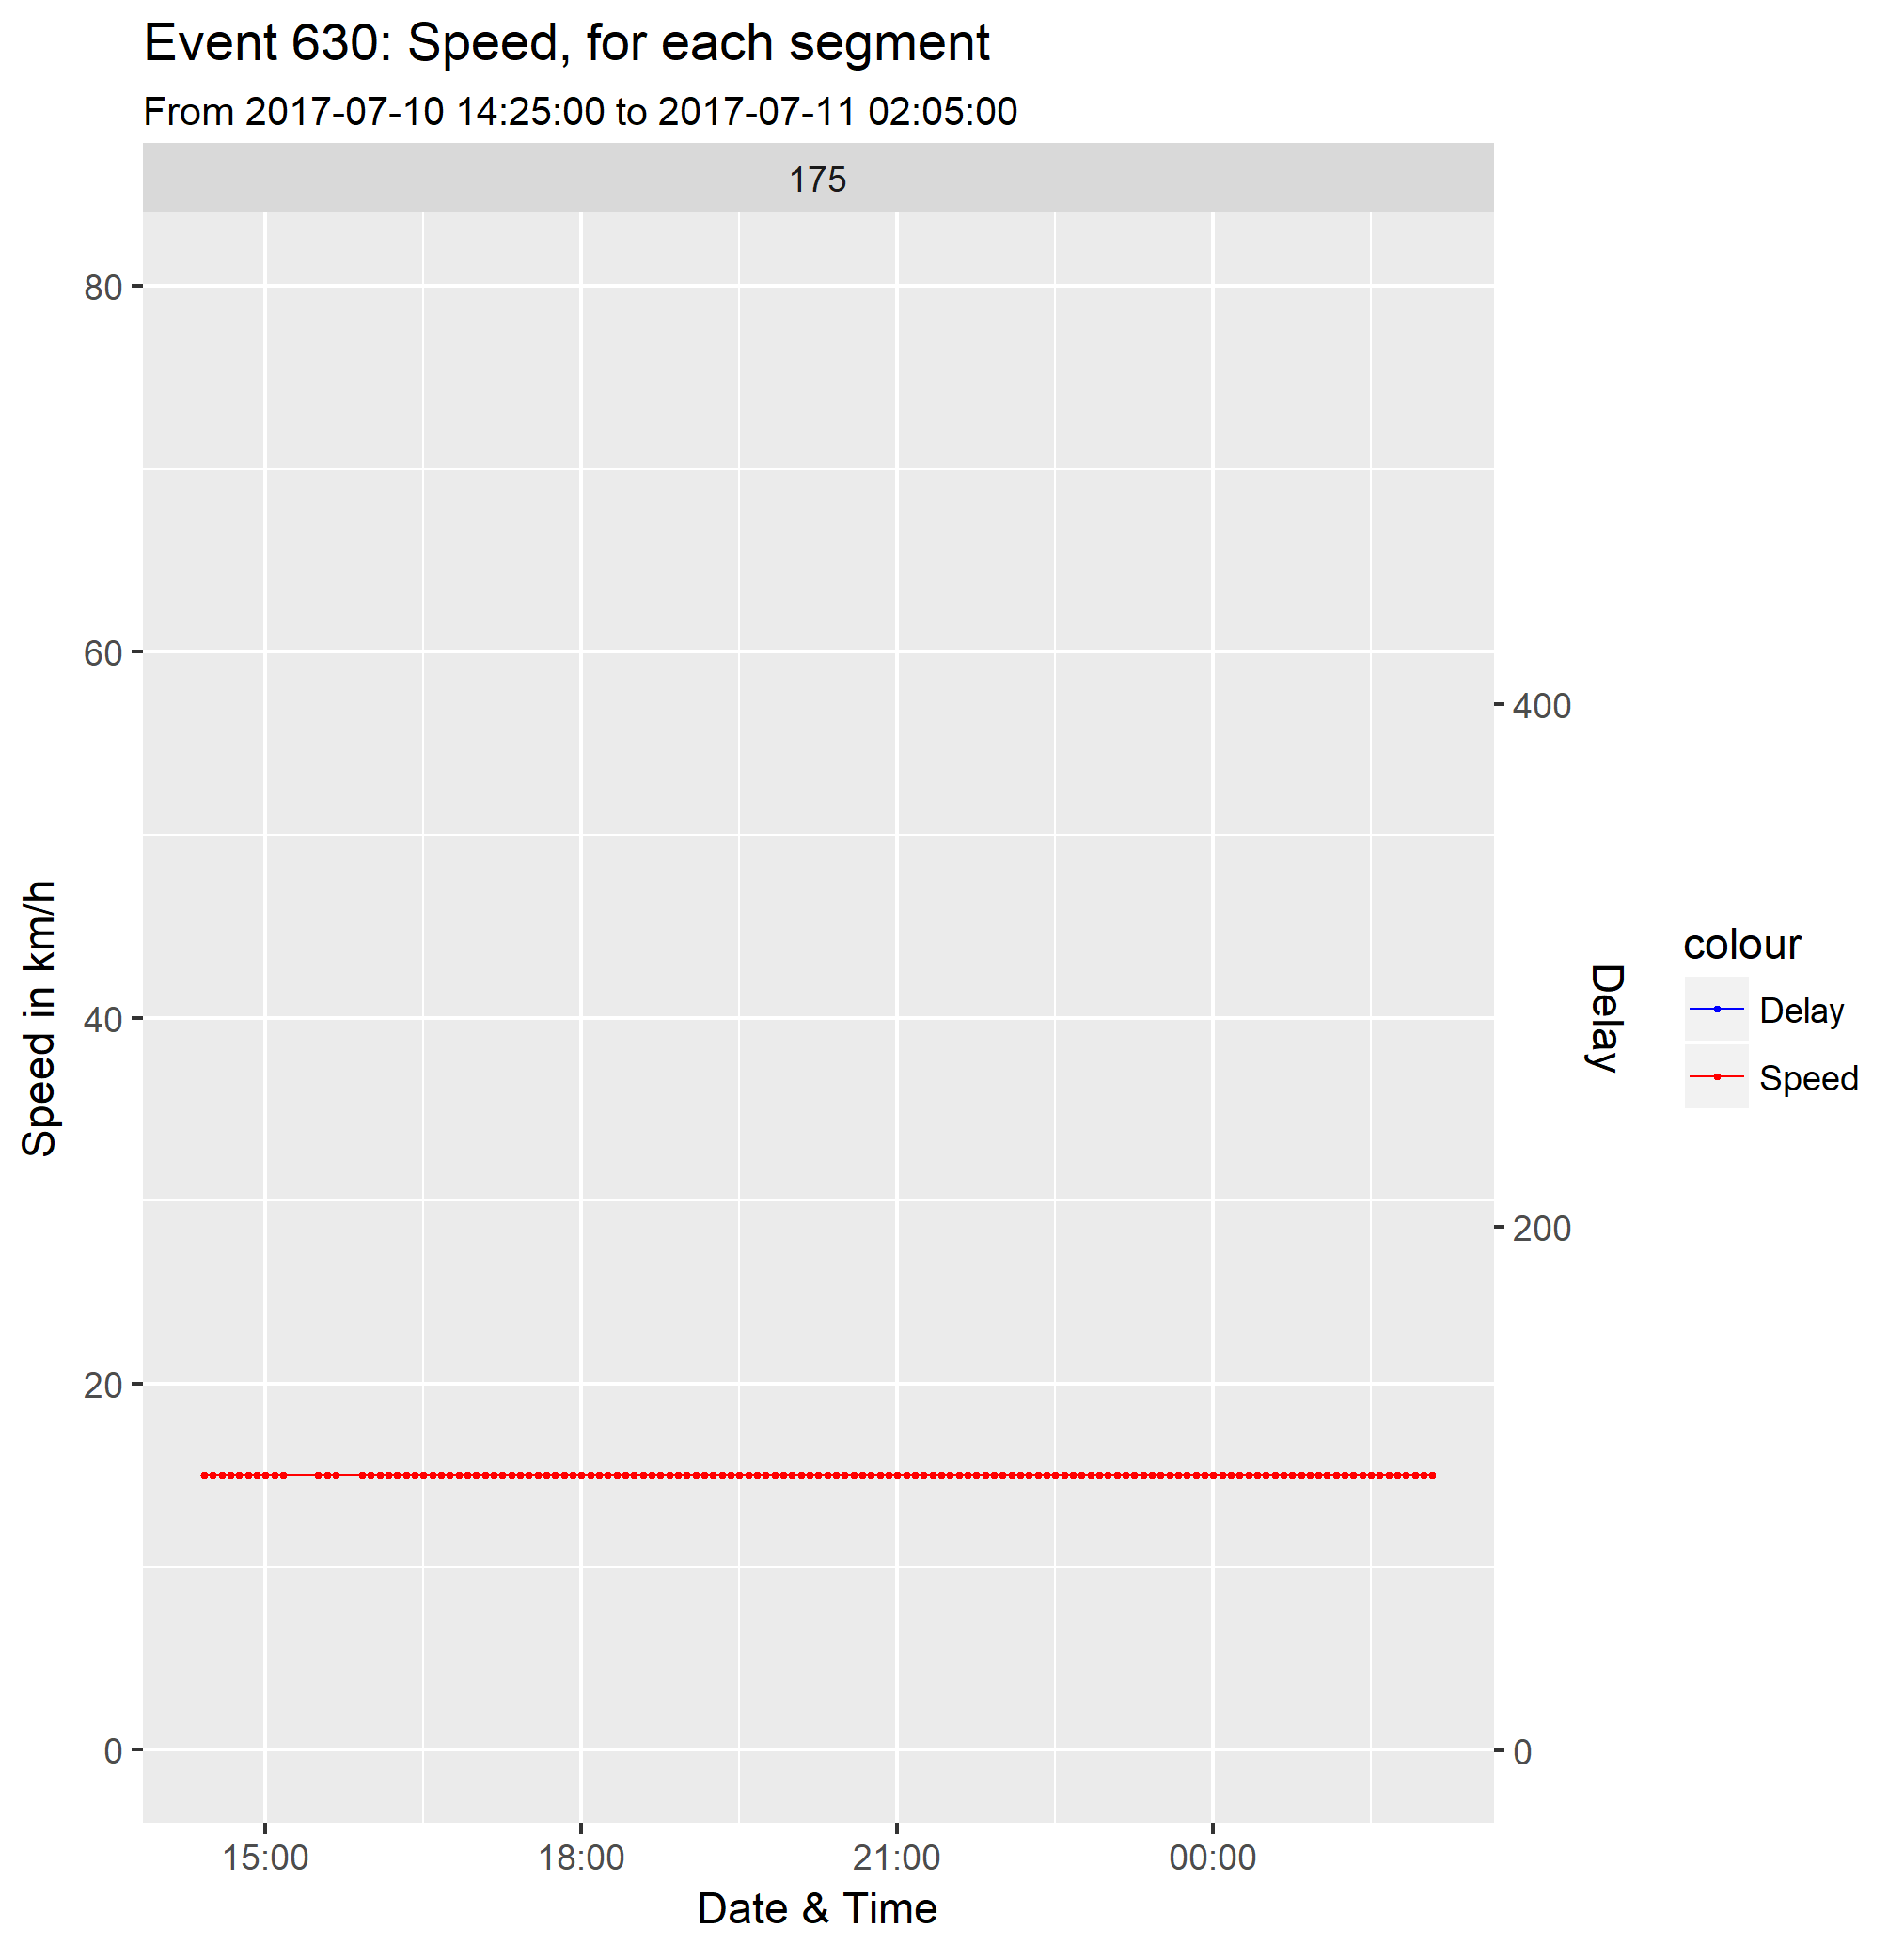 Event 630: Speed, for each segment
From 2017-07-10 14:25:00 to 2017-07-11 02:05:00
175
80
60
40
20
0
Speed in km/h
400
200
0
Delay
15:00
18:00
21:00
00:00
Date & Time
colour
Delay
Speed